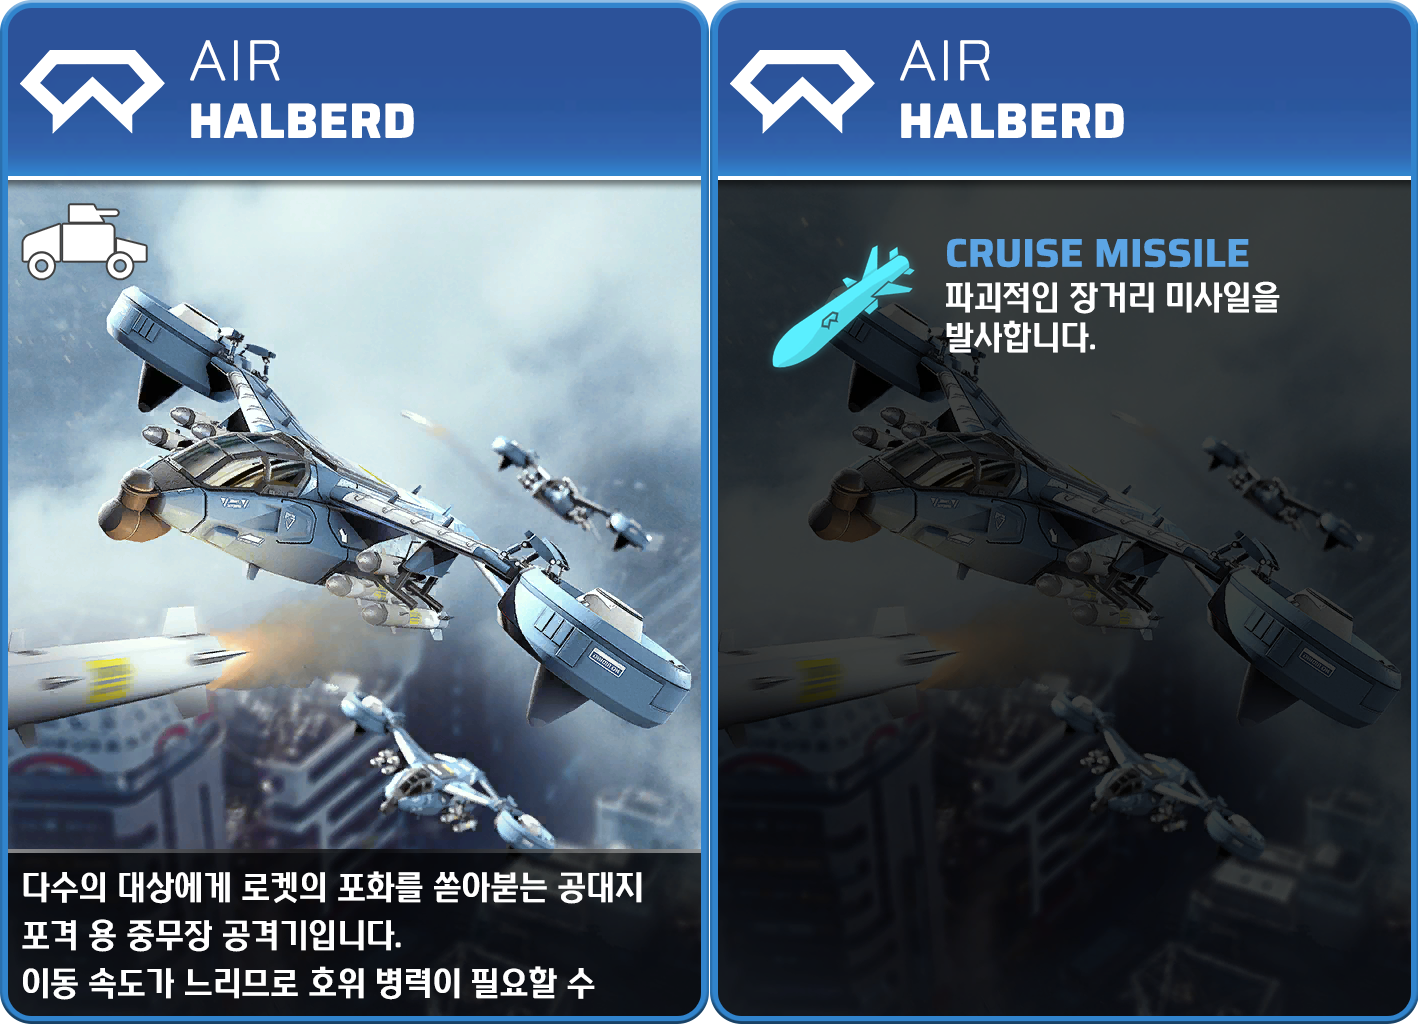 AIR
HALBERD
다수의 대상에게 로켓의 포화를 쏟아붇는 공대지
포격 용 중무장 공격기입니다.
이동 속도가 느리므로 호위 병력이 필요할 수
AIR
HALBERD
CRUISE MISSILE
파괴적인 장거리 미사일을
발사합니다.